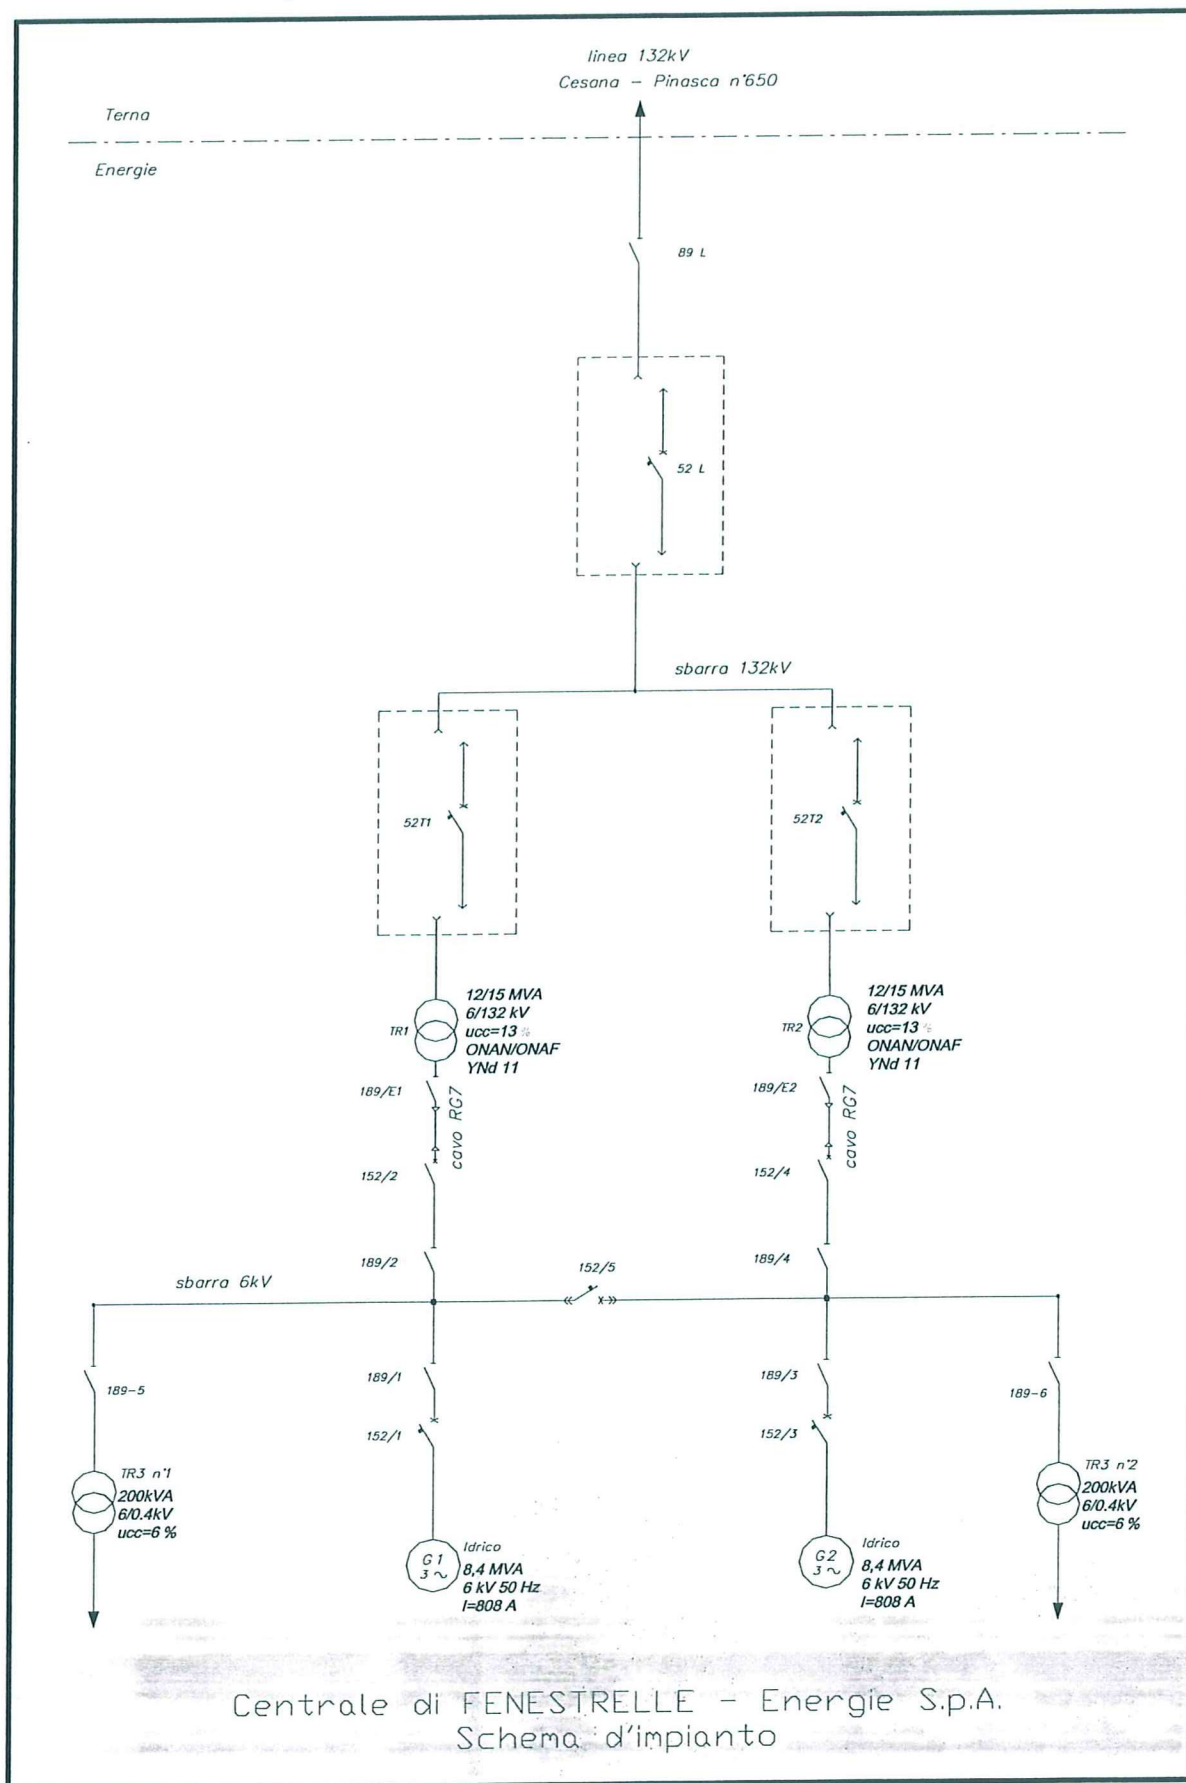 linea 132kV
Cesana - Pinasca n°650
Terna
Energie
89 L
52 L
sbarra 132kV
52T1
52T2
TR1
12/15 MVA
6/132 kV
ucc=13 %
ONAN/ONAF
YNd 11
TR2
12/15 MVA
6/132 kV
ucc=13 %
ONAN/ONAF
YNd 11
189/E1
cavo RG7
189/E2
cavo RG7
152/2
152/4
189/2
189/4
sbarra 6kV
152/5
189-5
189/1
189/3
189-6
152/1
152/3
TR3 n°1
200kVA
6/0.4kV
ucc=6 %
TR3 n°2
200kVA
6/0.4kV
ucc=6 %
G1
3 ~
Idrico
8,4 MVA
6 kV 50 Hz
I=808 A
G2
3 ~
Idrico
8,4 MVA
6 kV 50 Hz
I=808 A
Centrale di FENESTRELLE - Energie S.p.A.
Schema d'impianto